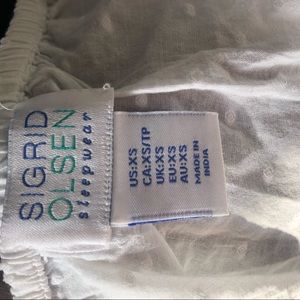 SIGRID
OLSEN
sleepwear
US:XS
CA:XS/TP
UK:XS
EU:XS
AU:XS
MADE IN
INDIA